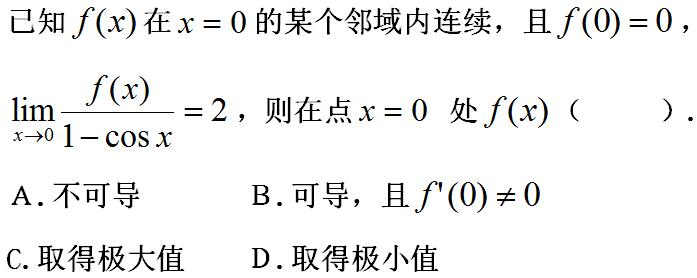 已知 f(x) 在 x = 0 的某个邻域内连续，且 f(0) = 0，
lim_{x→0} f(x)/(1−cos x) = 2，则在点 x = 0 处 f(x)（　　）.
A.不可导　　B.可导，且 f'(0) ≠ 0
C.取得极大值　　D.取得极小值